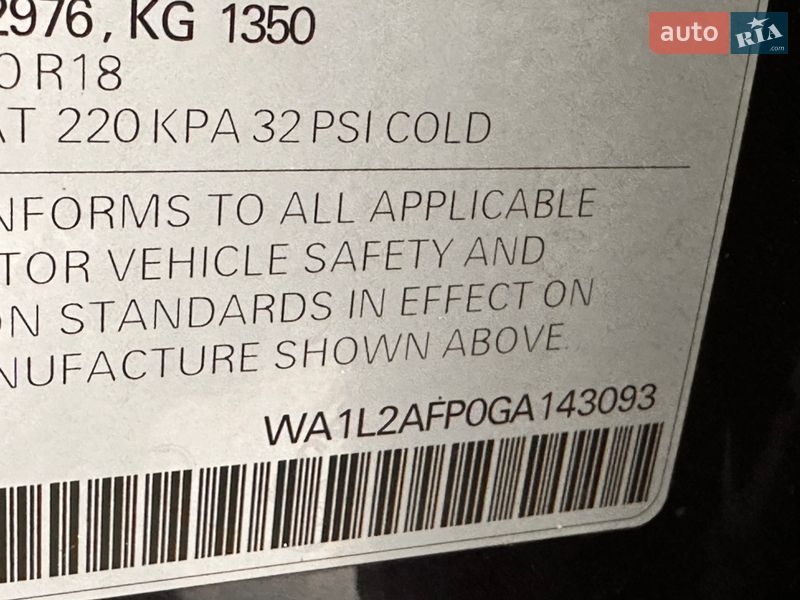 2976, KG 1350
0 R18
AT 220 KPA 32 PSI COLD
NFORMS TO ALL APPLICABLE
TOR VEHICLE SAFETY AND
ON STANDARDS IN EFFECT ON
NUFACTURE SHOWN ABOVE.
WA1L2AFP0GA143093
auto RIA.com